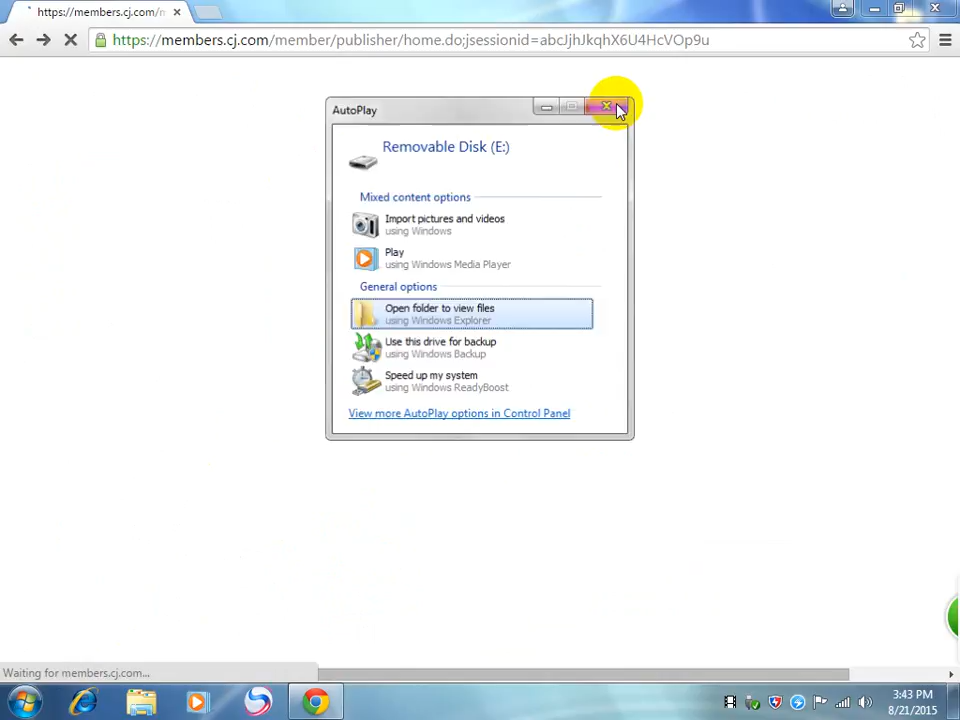 https://members.cj.com/m
https://members.cj.com/member/publisher/home.do;jsessionid=abcJjhJkqhX6U4HcVOp9u
AutoPlay
Removable Disk (E:)
Mixed content options
Import pictures and videos
using Windows
Play
using Windows Media Player
General options
Open folder to view files
using Windows Explorer
Use this drive for backup
using Windows Backup
Speed up my system
using Windows ReadyBoost
View more AutoPlay options in Control Panel
Waiting for members.cj.com...
3:43 PM
8/21/2015